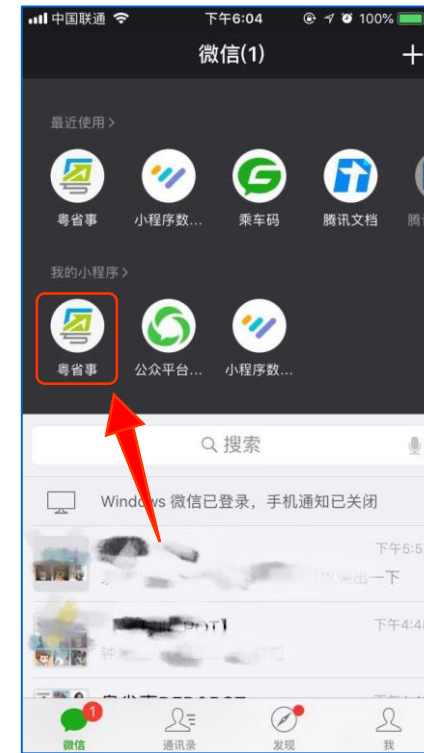 中国联通 下午6:04 100%
微信(1)
最近使用
粤省事 小程序数... 乘车码 腾讯文档
我的小程序
粤省事 公众平台... 小程序数...
搜索
Windows 微信已登录，手机通知已关闭
下午5:5
一下
下午4:4
1
微信 通讯录 发现 我